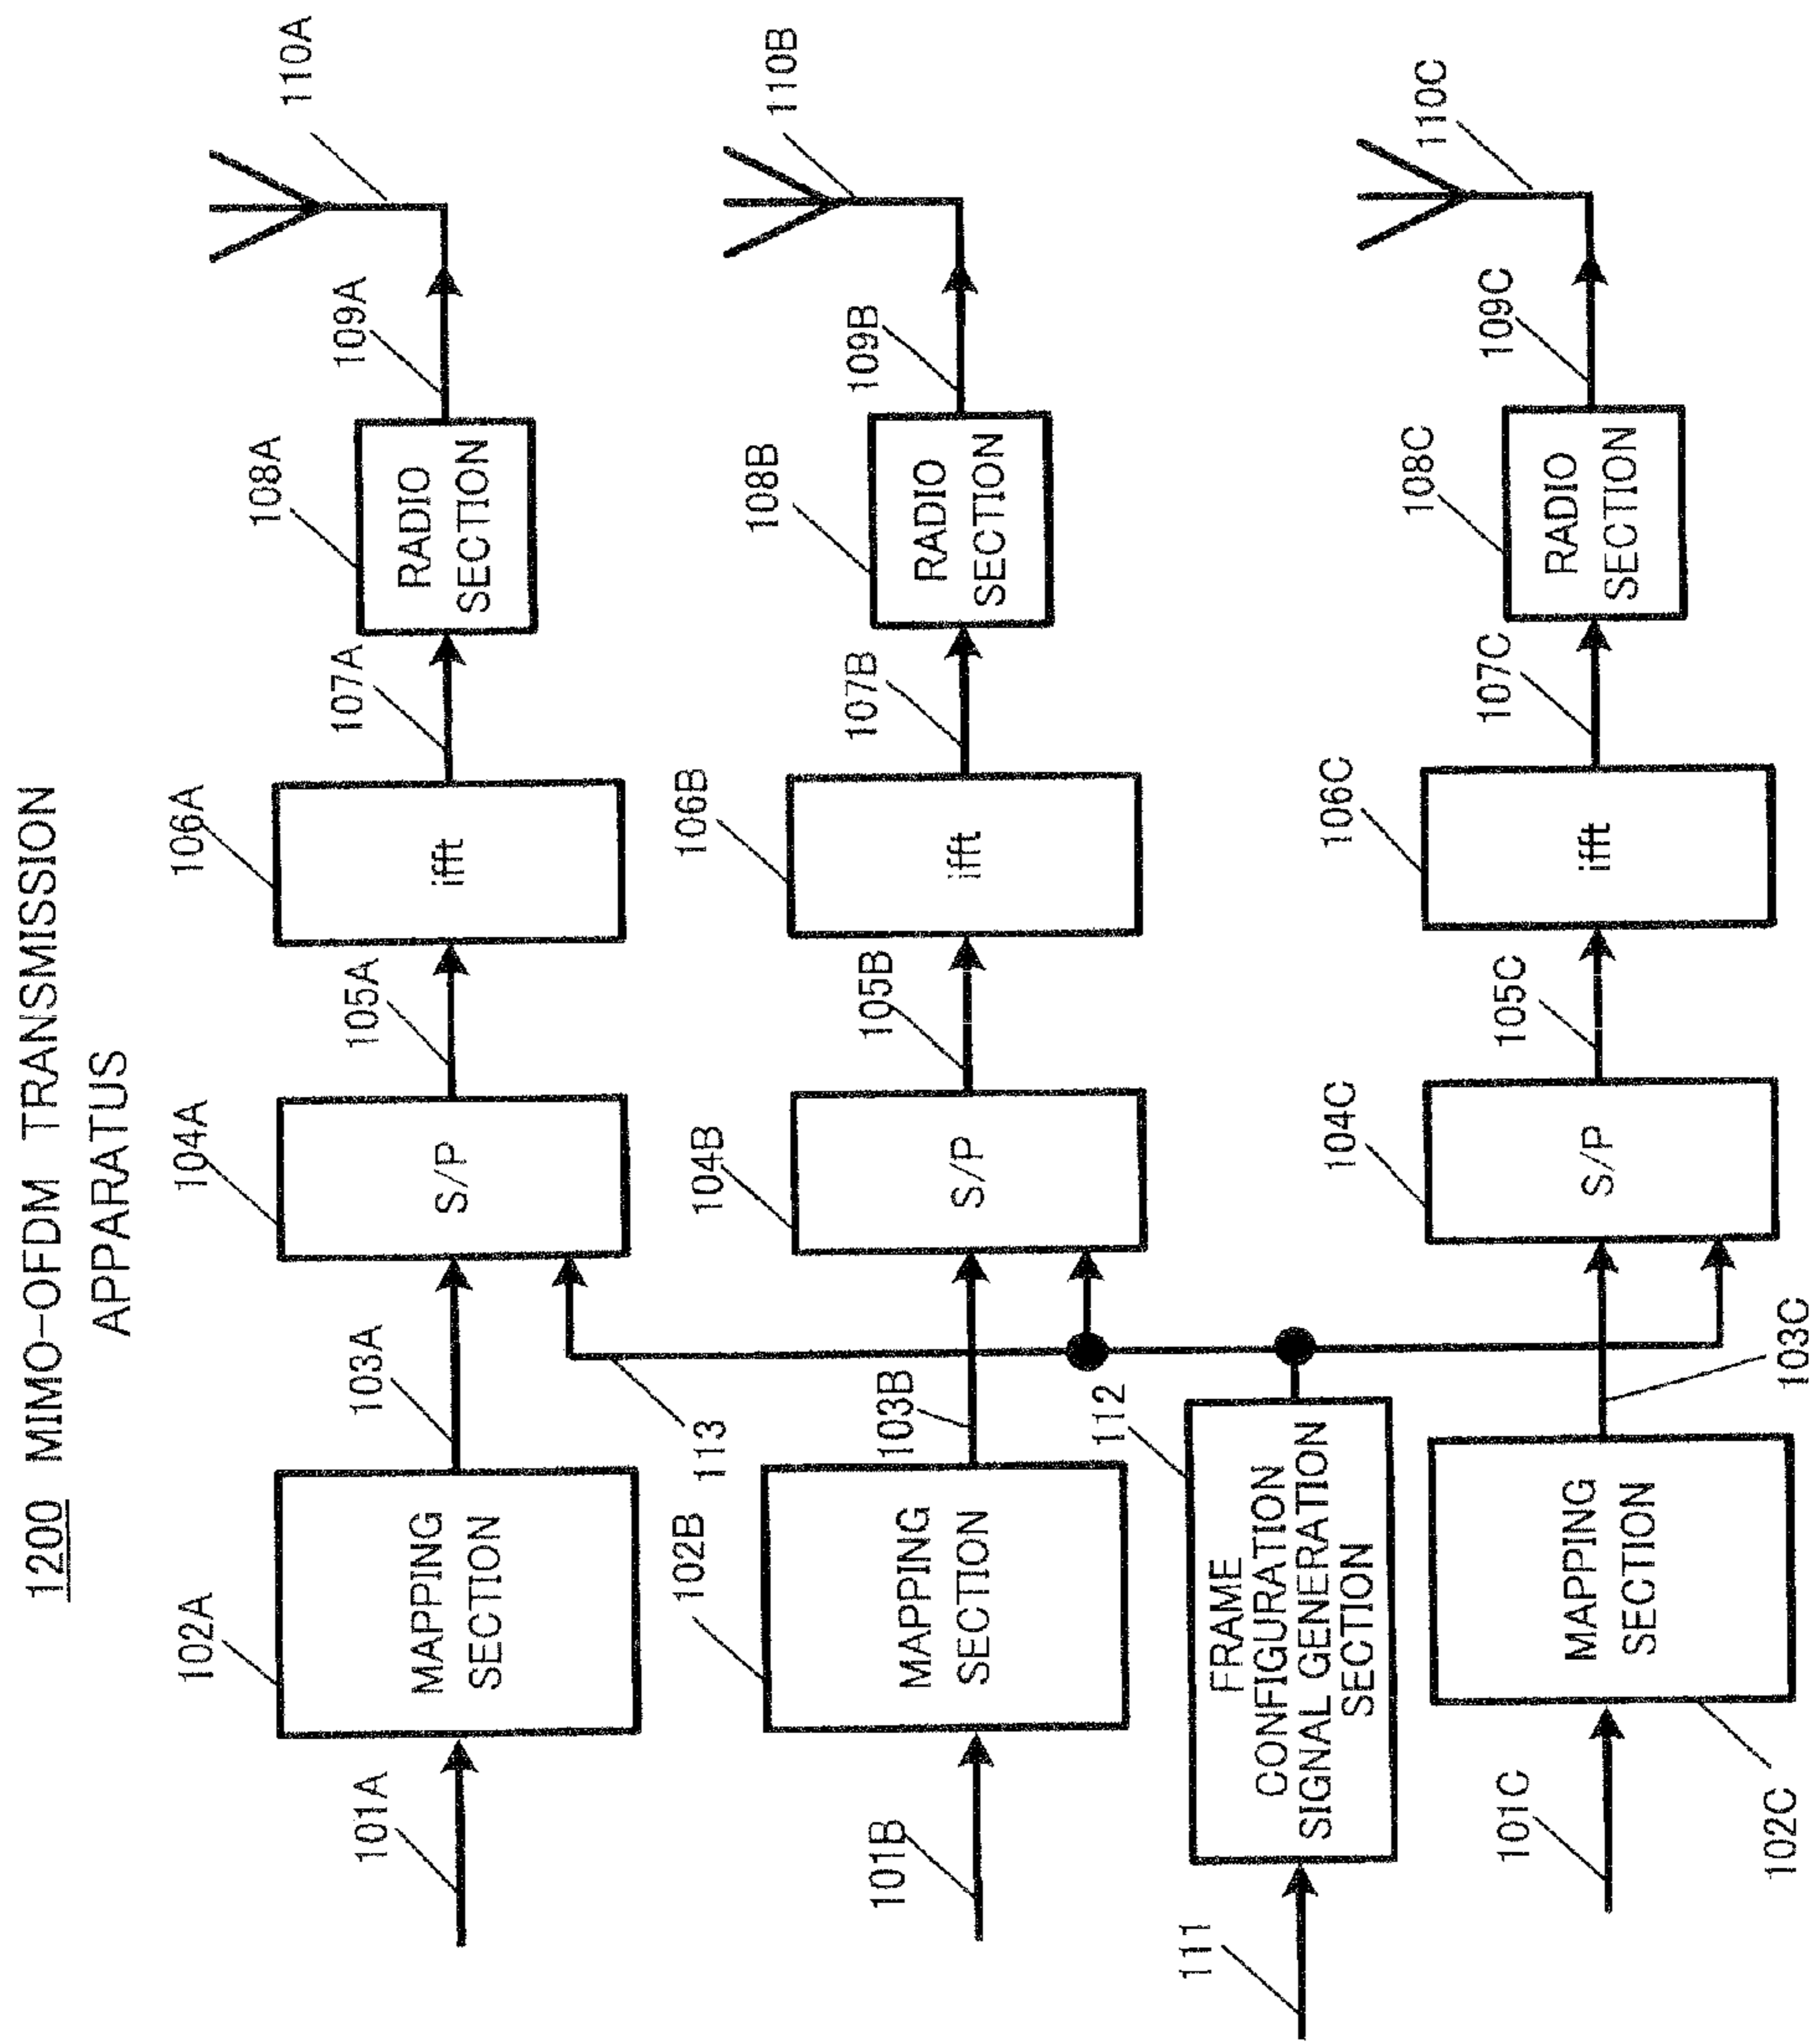 1200 MIMO-OFDM TRANSMISSION
APPARATUS
101A
102A
MAPPING
SECTION
103A
104A
S/P
105A
106A
ifft
107A
108A
RADIO
SECTION
109A
110A
113
101B
102B
MAPPING
SECTION
103B
104B
S/P
105B
106B
ifft
107B
108B
RADIO
SECTION
109B
110B
111
112
FRAME
CONFIGURATION
SIGNAL GENERATION
SECTION
101C
102C
MAPPING
SECTION
103C
104C
S/P
105C
106C
ifft
107C
108C
RADIO
SECTION
109C
110C